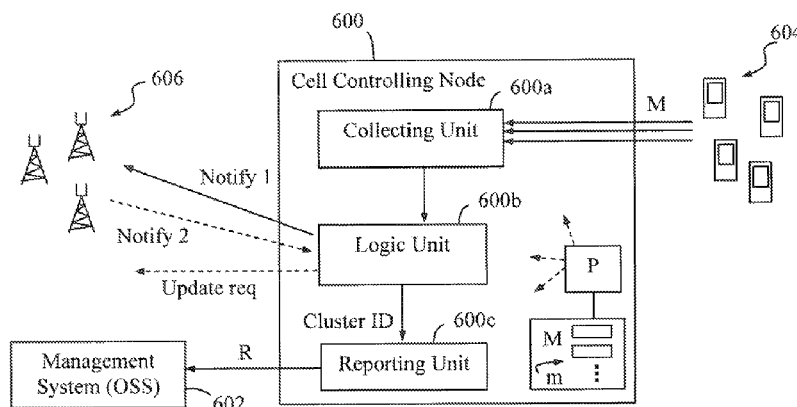 600
604
606
Cell Controlling Node
600a
Collecting Unit
M
Notify 1
600b
Notify 2
Logic Unit
P
Update req
Cluster ID
600c
M
m
Management
System (OSS)
R
Reporting Unit
602